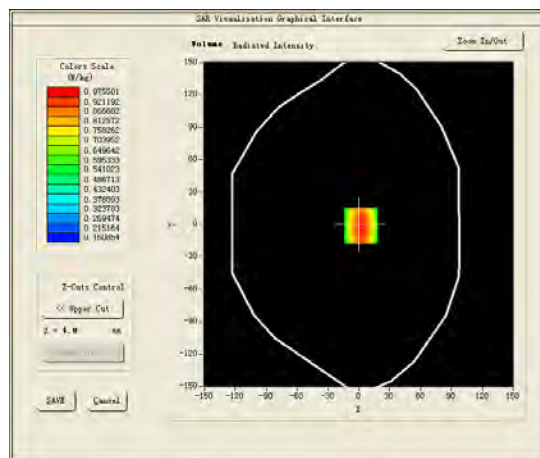 SAR Visualisation Graphical Interface
Volume Radiated Intensity
Zoom In/Out
Colors Scale
(W/kg)
0.975501
0.921192
0.866882
0.812572
0.758262
0.703952
0.649642
0.595333
0.541023
0.486713
0.432403
0.378093
0.323783
0.269474
0.215164
0.160854
150
120
90
60
30
Y- 0
-30
-60
-90
-120
-150
-150 -120 -90 -60 -30 0 30 60 90 120 150
X
Z-Cuts Control
<< Upper Cut
Z = 4.0 mm
SAVE
Cancel